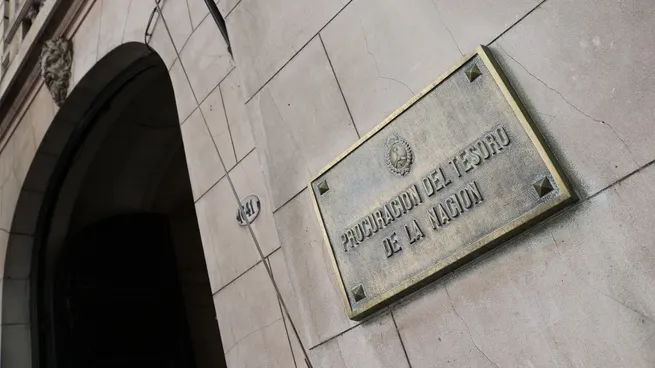 PROCURACION DEL TESORO
DE LA NACION